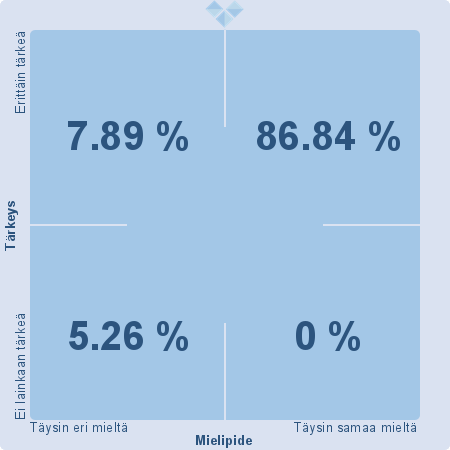 Erittäin tärkeä
7.89 %
86.84 %
Tärkeys
5.26 %
0 %
Ei lainkaan tärkeä
Täysin eri mieltä
Täysin samaa mieltä
Mielipide